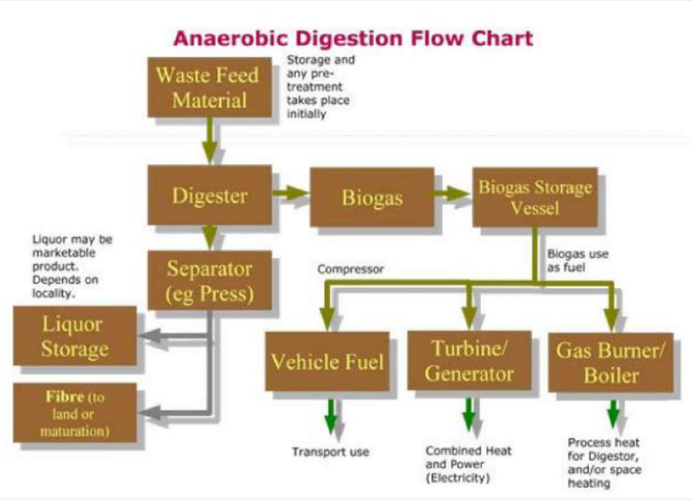 Anaerobic Digestion Flow Chart
Waste Feed
Material
Storage and
any pre-
treatment
takes place
initially
Digester
Biogas
Biogas Storage
Vessel
Separator
(eg Press)
Liquor may be
marketable
product.
Depends on
locality.
Biogas use
as fuel
Compressor
Liquor
Storage
Vehicle Fuel
Turbine/
Generator
Gas Burner/
Boiler
Fibre (to
land or
maturation)
Transport use
Combined Heat
and Power
(Electricity)
Process heat
for Digestor,
and/or space
heating